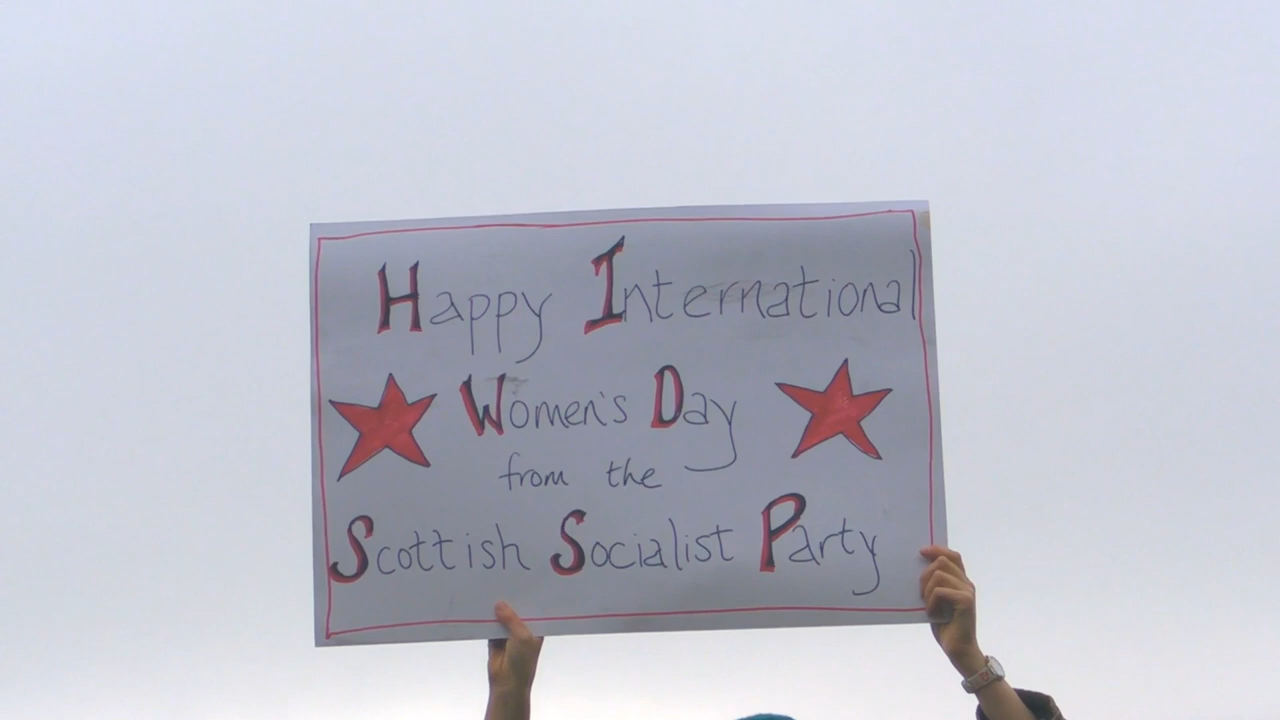 Happy International
Women's Day
from the
Scottish Socialist Party